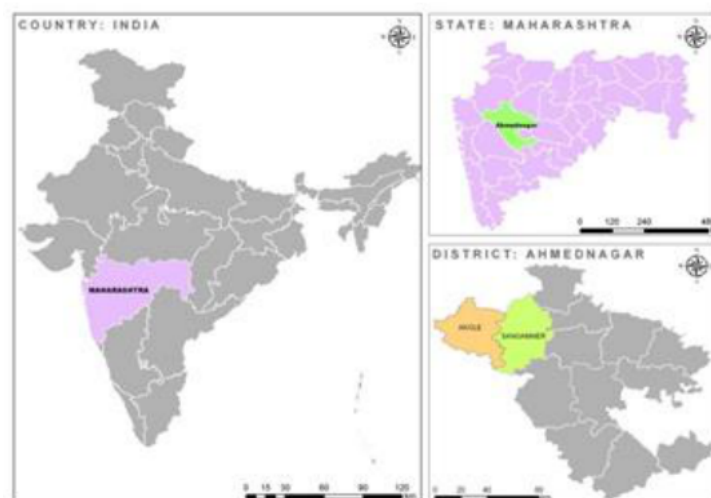 COUNTRY: INDIA
MAHARASHTRA
0 15 30 60 90 120
STATE: MAHARASHTRA
Ahmednagar
0 120 240
DISTRICT: AHMEDNAGAR
AKOLE
SANGAMNER